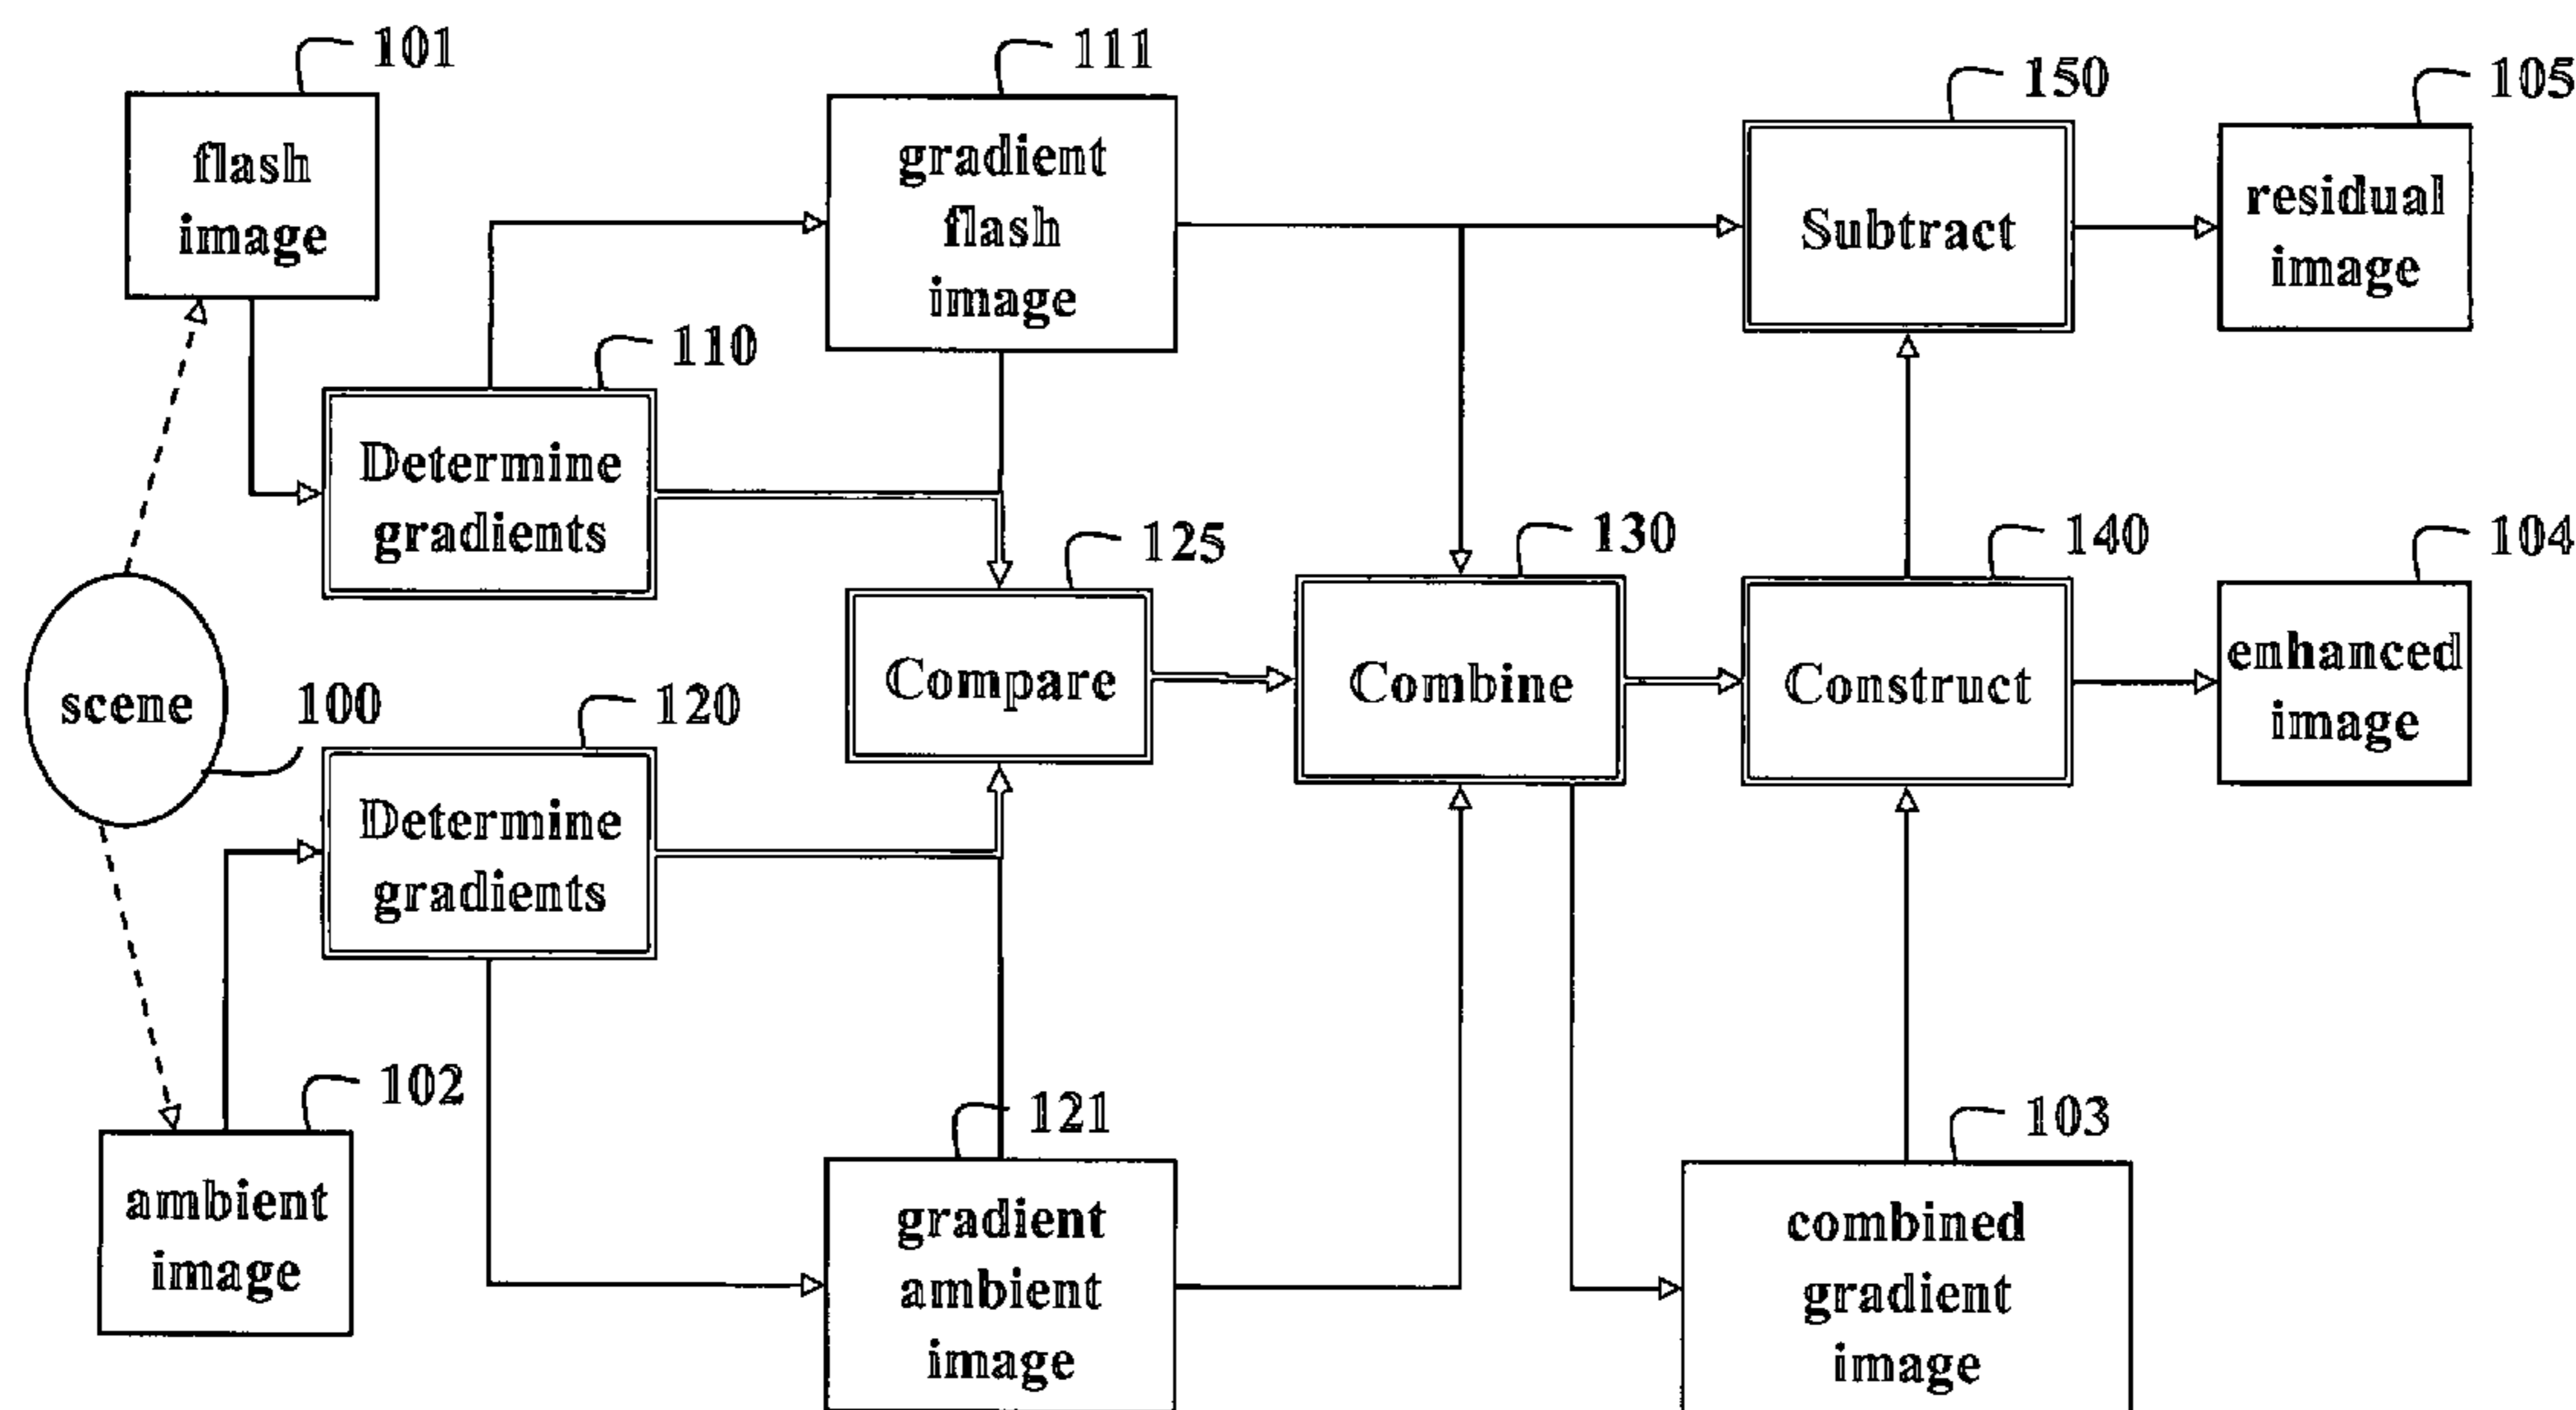 101
flash
image
111
gradient
flash
image
150
Subtract
105
residual
image
110
Determine
gradients
125
Compare
130
Combine
140
Construct
104
enhanced
image
scene
100
120
Determine
gradients
102
ambient
image
121
gradient
ambient
image
103
combined
gradient
image